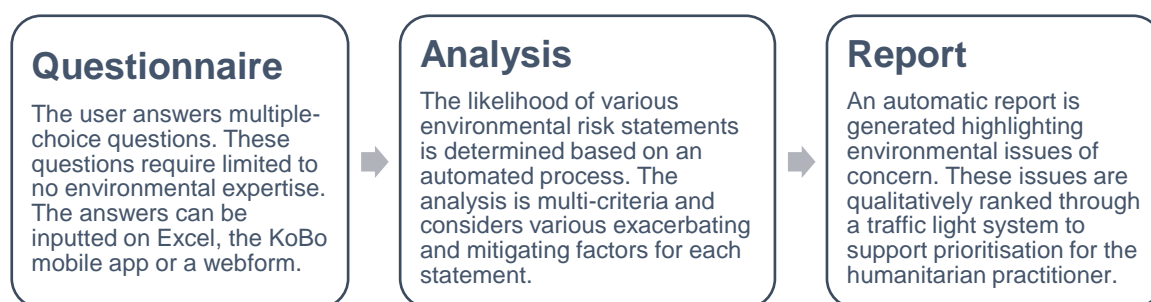 Questionnaire
The user answers multiple-
choice questions. These
questions require limited to
no environmental expertise.
The answers can be
inputted on Excel, the KoBo
mobile app or a webform.
Analysis
The likelihood of various
environmental risk statements
is determined based on an
automated process. The
analysis is multi-criteria and
considers various exacerbating
and mitigating factors for each
statement.
Report
An automatic report is
generated highlighting
environmental issues of
concern. These issues are
qualitatively ranked through
a traffic light system to
support prioritisation for the
humanitarian practitioner.